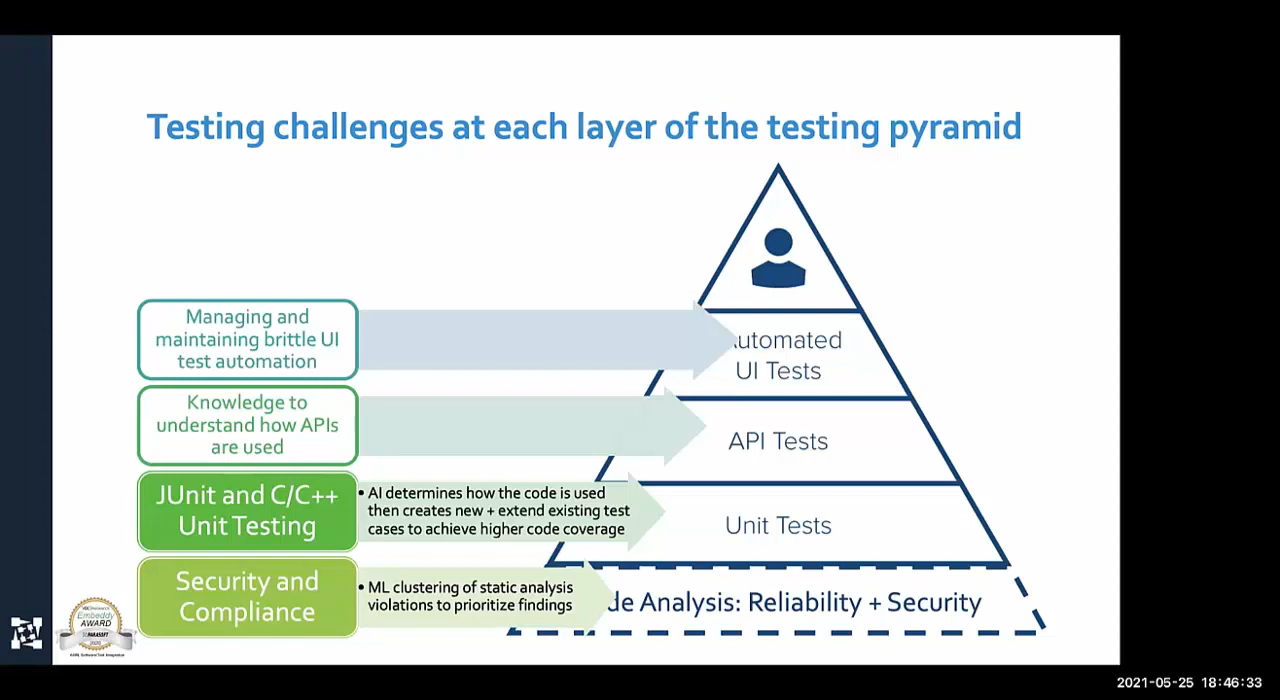 Testing challenges at each layer of the testing pyramid
Managing and
maintaining brittle UI
test automation
utomated
UI Tests
Knowledge to
understand how APIs
are used
API Tests
JUnit and C/C++
Unit Testing
• AI determines how the code is used
then creates new + extend existing test
cases to achieve higher code coverage
Unit Tests
Security and
Compliance
• ML clustering of static analysis
violations to prioritize findings
de Analysis: Reliability + Security
Embeddy
AWARD
PARASOFT
2021-05-25 18:46:33